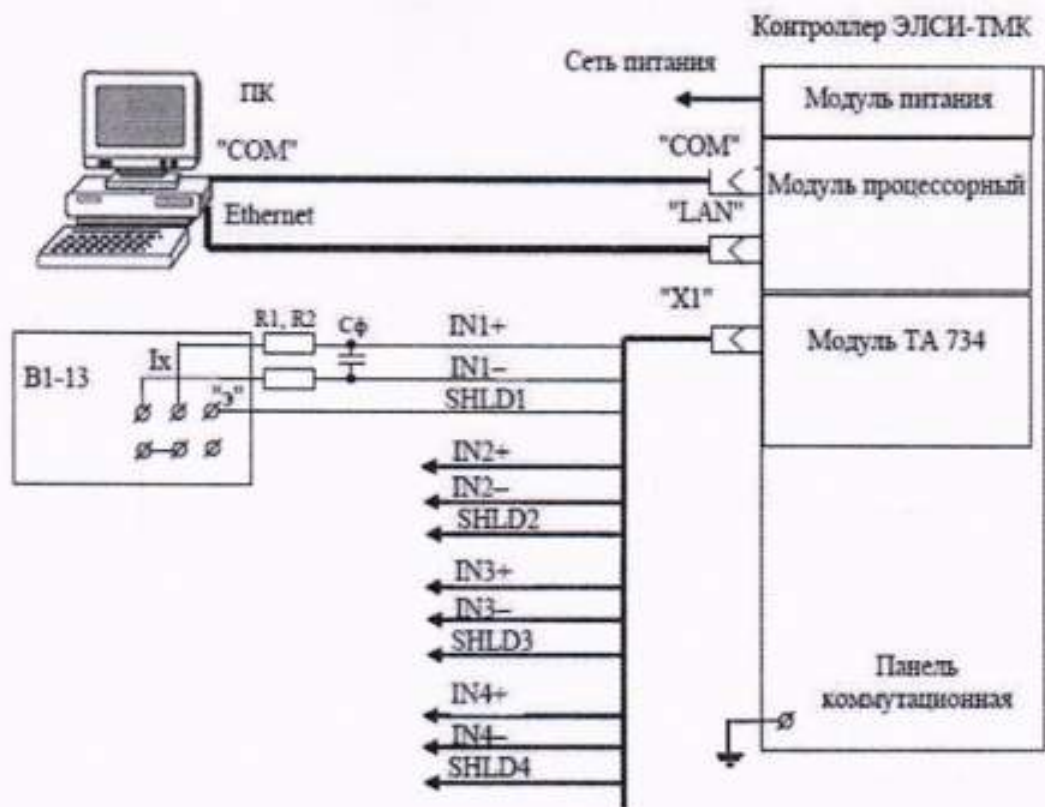 Контроллер ЭЛСИ-ТМК
Сеть питания
Модуль питания
ПК
"COM"
"COM"
Модуль процессорный
"LAN"
Ethernet
"X1"
Модуль ТА 734
R1, R2
Cф
IN1+
Ix
B1-13
IN1–
"э"
SHLD1
IN2+
IN2–
SHLD2
IN3+
IN3–
SHLD3
IN4+
IN4–
SHLD4
Панель
коммутационная